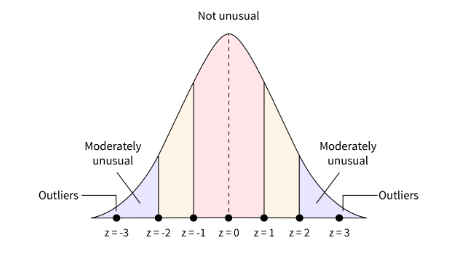 Not unusual
Moderately
unusual
Moderately
unusual
Outliers
Outliers
z = -3
z = -2
z = -1
z = 0
z = 1
z = 2
z = 3